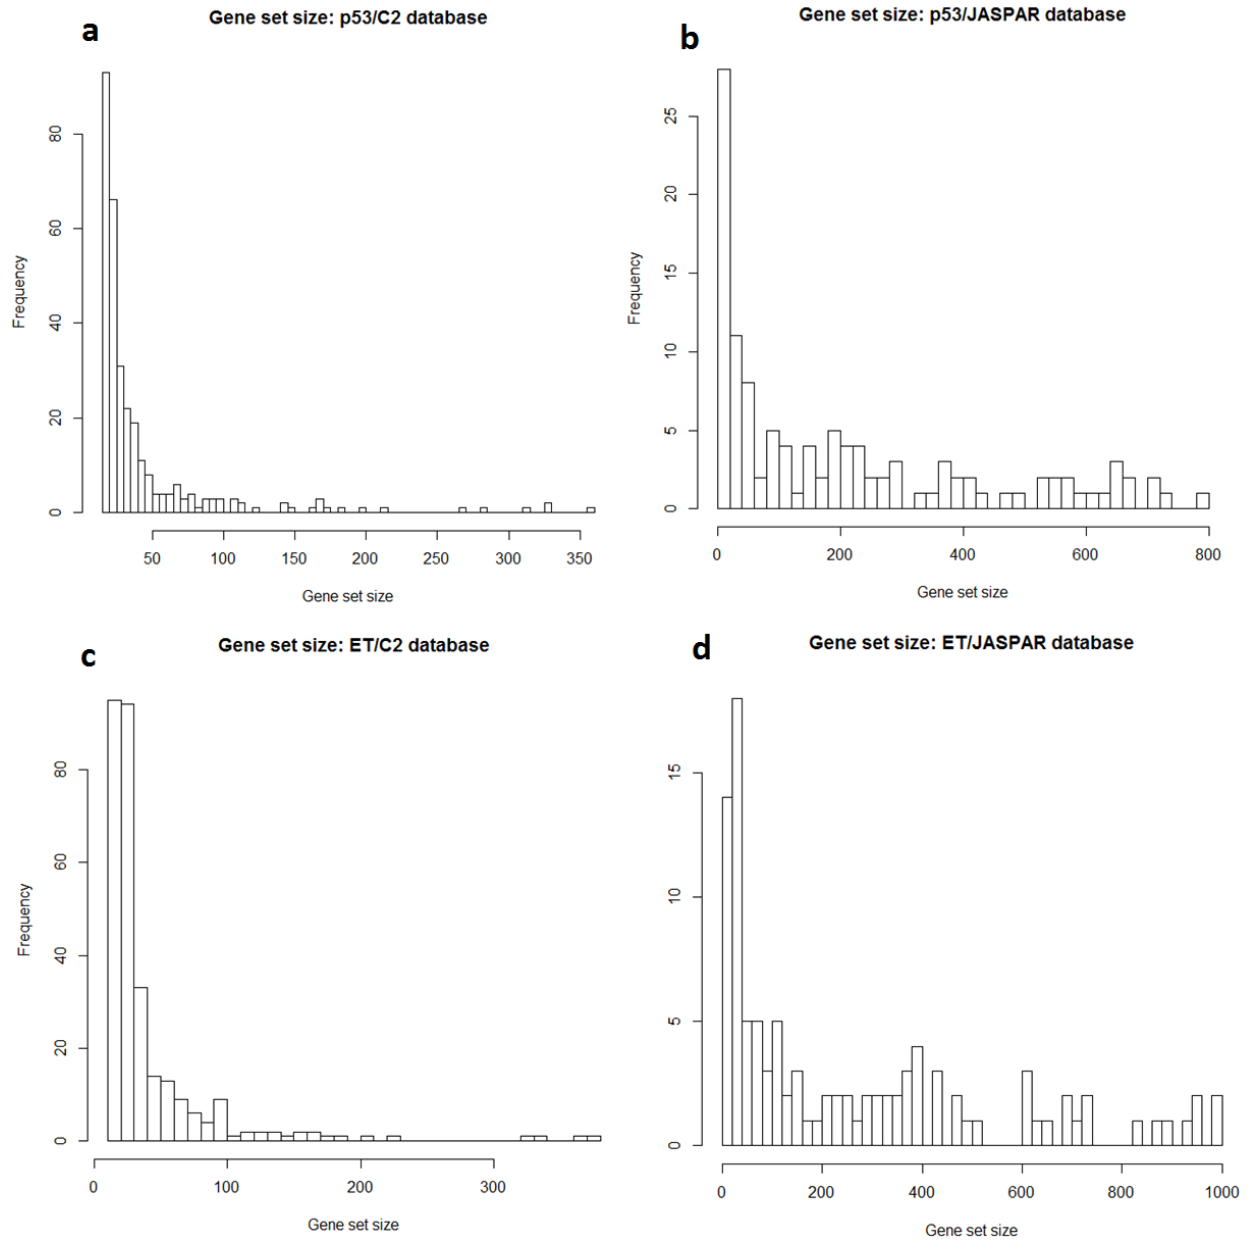 a
Gene set size: p53/C2 database
Frequency
0
20
40
60
80
50
100
150
200
250
300
350
Gene set size
b
Gene set size: p53/JASPAR database
Frequency
0
5
10
15
20
25
0
200
400
600
800
Gene set size
c
Gene set size: ET/C2 database
Frequency
0
20
40
60
80
0
100
200
300
Gene set size
d
Gene set size: ET/JASPAR database
0
5
10
15
0
200
400
600
800
1000
Gene set size